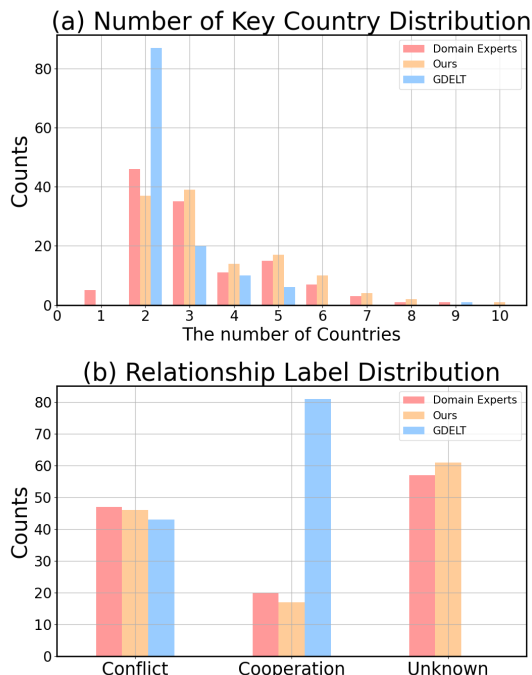 (a) Number of Key Country Distribution
Domain Experts
Ours
GDELT
Counts
80
60
40
20
0
0 1 2 3 4 5 6 7 8 9 10
The number of Countries
(b) Relationship Label Distribution
Domain Experts
Ours
GDELT
Counts
80
70
60
50
40
30
20
10
0
Conflict Cooperation Unknown